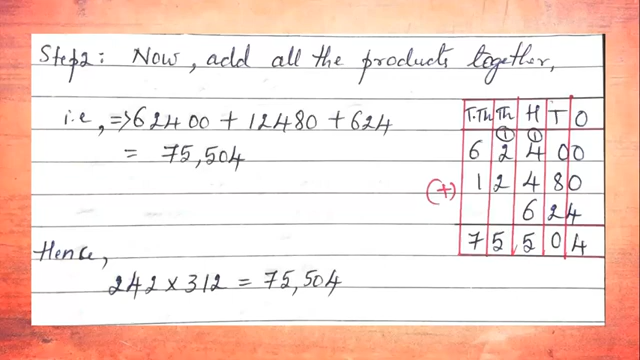 Step2: Now, add all the products together,
i.e, => 62400 + 12480 + 624
= 75,504
T.Th Th H T O
1 1
6 2 4 0 0
(+) 1 2 4 8 0
6 2 4
7 5 5 0 4
Hence,
242 × 312 = 75,504